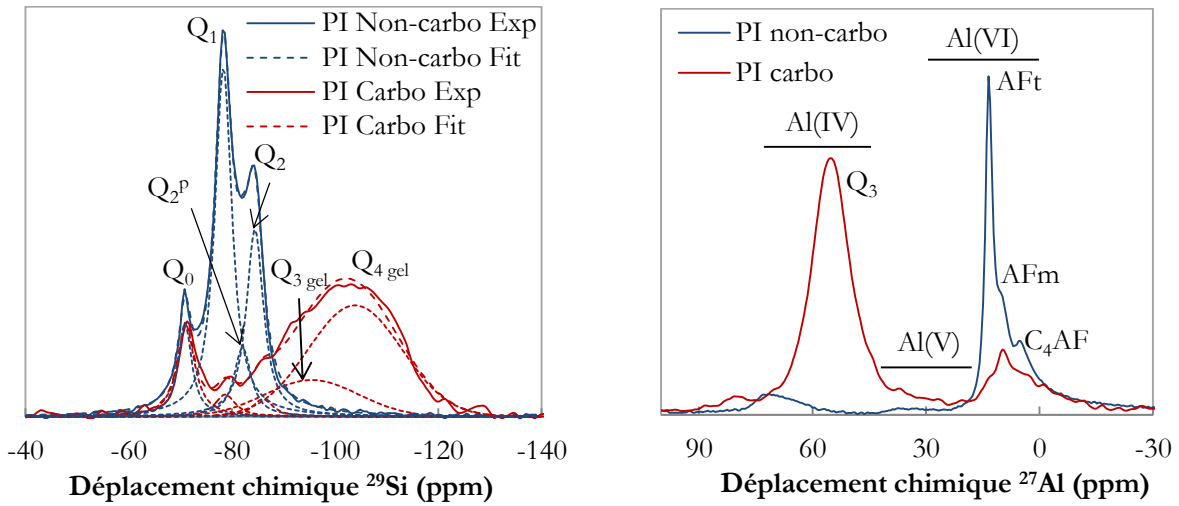 PI Non-carbo Exp
PI Non-carbo Fit
PI Carbo Exp
PI Carbo Fit
Q₁
Q₂
Q₂ᵖ
Q₀
Q₃ gel
Q₄ gel
-40 -60 -80 -100 -120 -140
Déplacement chimique ²⁹Si (ppm)
PI non-carbo
PI carbo
Al(VI)
AFt
Al(IV)
Q₃
AFm
Al(V)
C₄AF
90 60 30 0 -30
Déplacement chimique ²⁷Al (ppm)